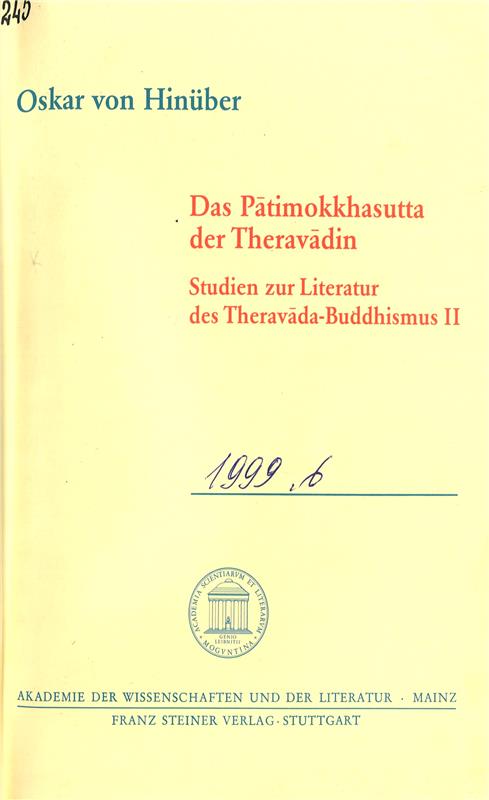 245
Oskar von Hinüber
Das Pātimokkhasutta
der Theravādin
Studien zur Literatur
des Theravāda-Buddhismus II
1999,6
ACADEMIA SCIENTIARVM ET LITERARVM
MOGVNTINA
GENIO
LEIBNITII
AKADEMIE DER WISSENSCHAFTEN UND DER LITERATUR · MAINZ
FRANZ STEINER VERLAG · STUTTGART